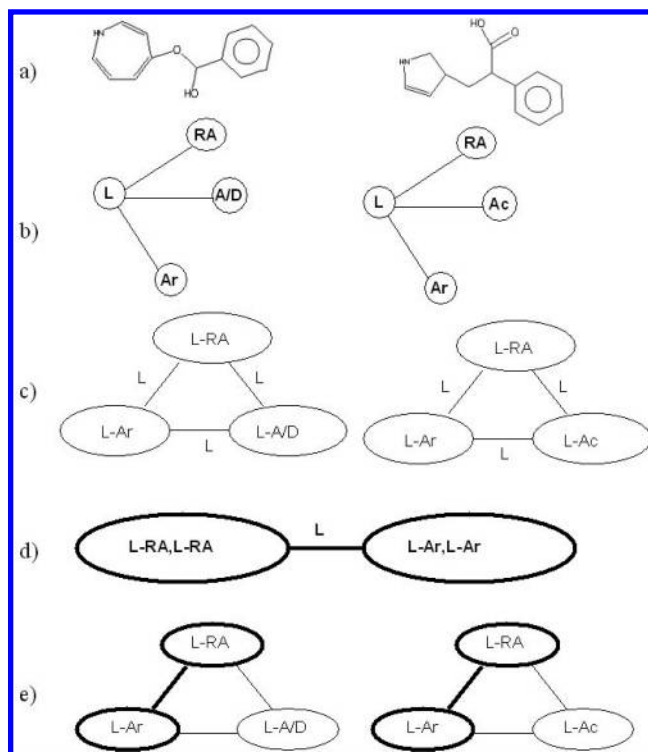 a)
HN
O
HO
HN
HO
O
b)
L
RA
A/D
Ar
L
RA
Ac
Ar
c)
L-RA
L
L
L-Ar
L
L-A/D
L-RA
L
L
L-Ar
L
L-Ac
d)
L-RA,L-RA
L
L-Ar,L-Ar
e)
L-RA
L-Ar
L-A/D
L-RA
L-Ar
L-Ac